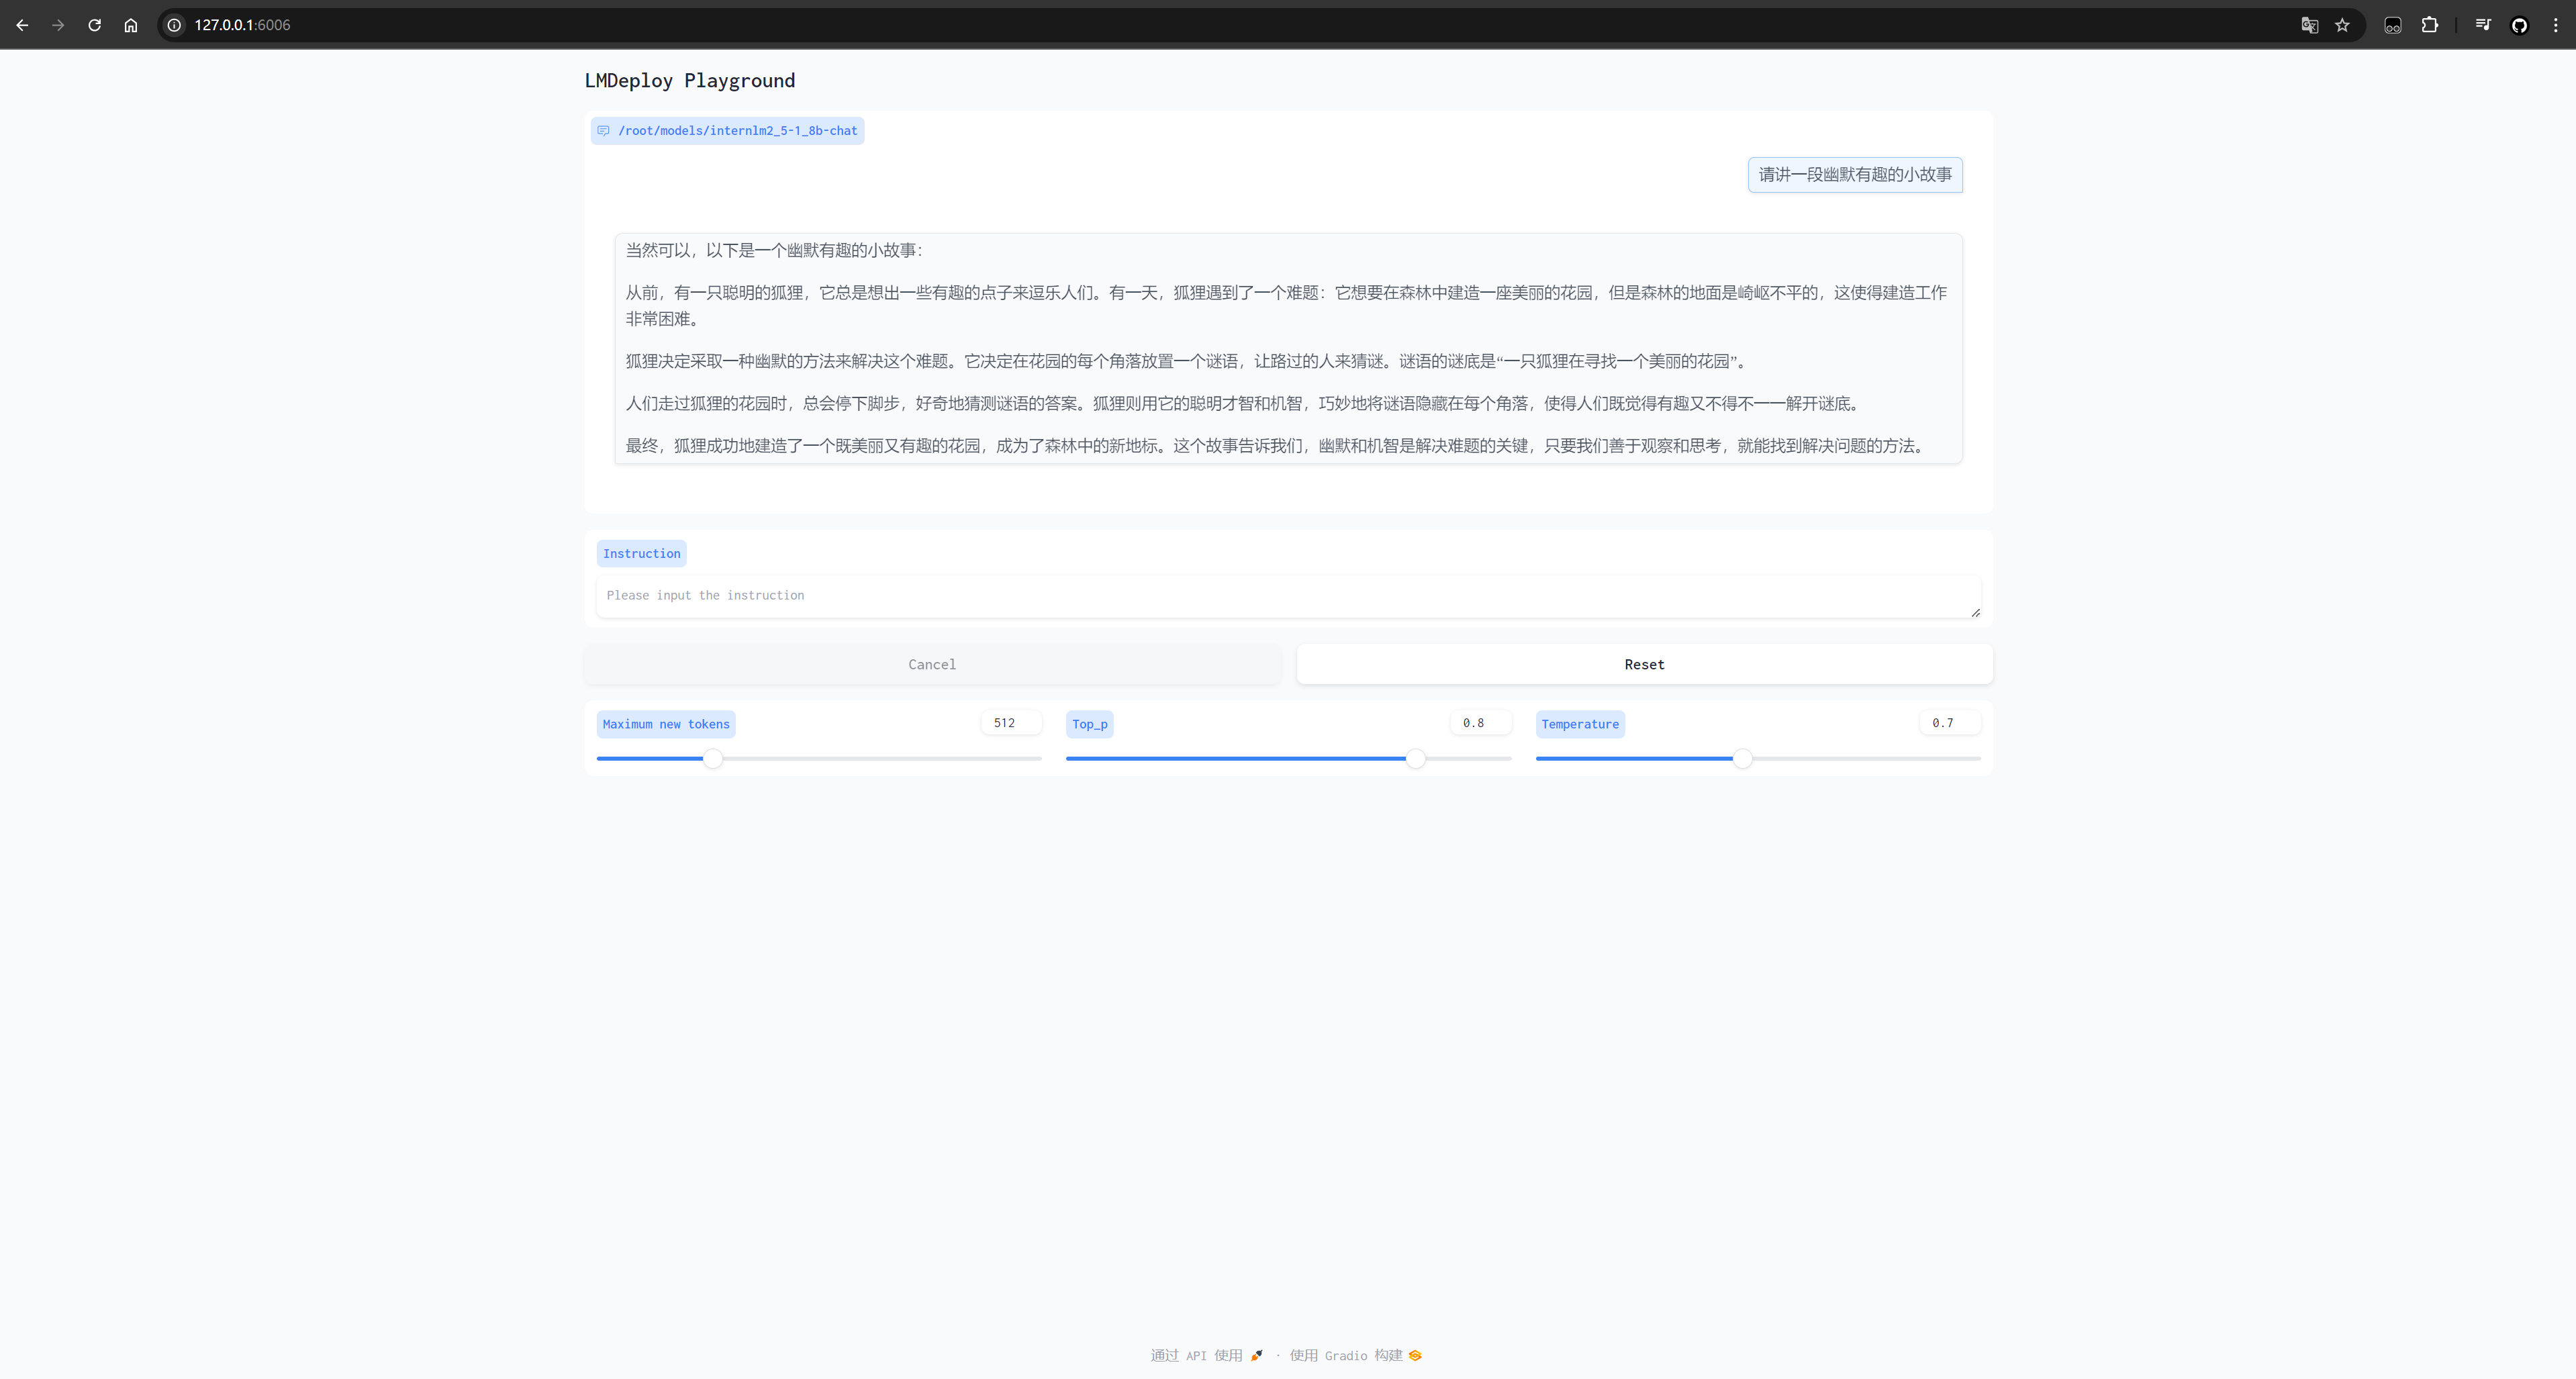 127.0.0.1:6006
LMDeploy Playground
/root/models/internlm2_5-1_8b-chat
请讲一段幽默有趣的小故事
当然可以，以下是一个幽默有趣的小故事：
从前，有一只聪明的狐狸，它总是想出一些有趣的点子来逗乐人们。有一天，狐狸遇到了一个难题：它想要在森林中建造一座美丽的花园，但是森林的地面是崎岖不平的，这使得建造工作
非常困难。
狐狸决定采取一种幽默的方法来解决这个难题。它决定在花园的每个角落放置一个谜语，让路过的人来猜谜。谜语的谜底是“一只狐狸在寻找一个美丽的花园”。
人们走过狐狸的花园时，总会停下脚步，好奇地猜测谜语的答案。狐狸则用它的聪明才智和机智，巧妙地将谜语隐藏在每个角落，使得人们既觉得有趣又不得不一一解开谜底。
最终，狐狸成功地建造了一个既美丽又有趣的花园，成为了森林中的新地标。这个故事告诉我们，幽默和机智是解决难题的关键，只要我们善于观察和思考，就能找到解决问题的方法。
Instruction
Please input the instruction
Cancel
Reset
Maximum new tokens
512
Top_p
0.8
Temperature
0.7
通过 API 使用 · 使用 Gradio 构建